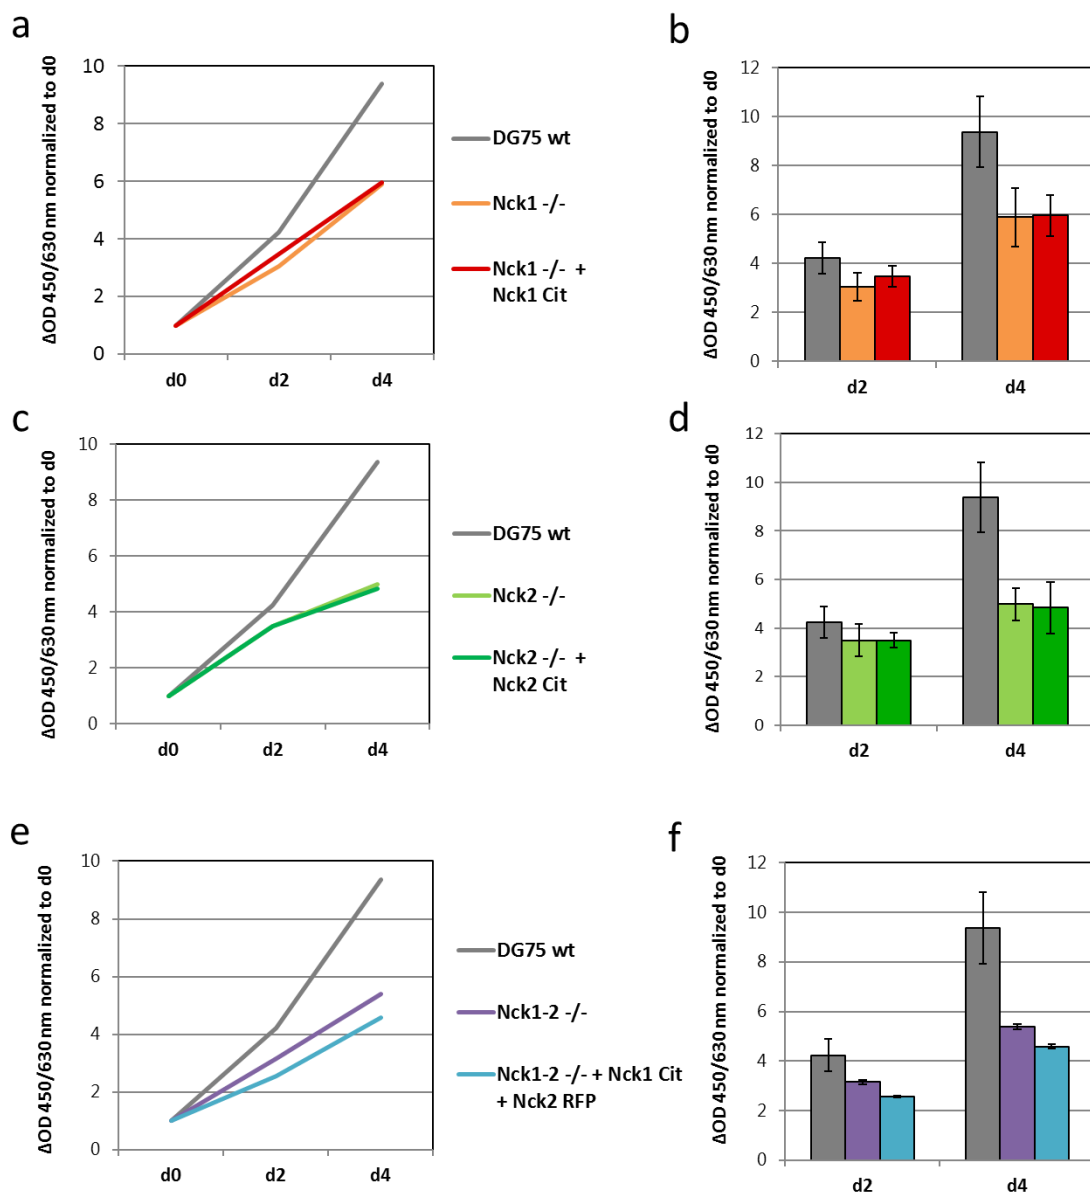 a
ΔOD 450/630 nm normalized to d0
10
8
6
4
2
0
d0 d2 d4
DG75 wt
Nck1 -/-
Nck1 -/- +
Nck1 Cit
b
ΔOD 450/630 nm normalized to d0
12
10
8
6
4
2
0
d2 d4
c
ΔOD 450/630 nm normalized to d0
10
8
6
4
2
0
d0 d2 d4
DG75 wt
Nck2 -/-
Nck2 -/- +
Nck2 Cit
d
ΔOD 450/630 nm normalized to d0
12
10
8
6
4
2
0
d2 d4
e
ΔOD 450/630 nm normalized to d0
10
8
6
4
2
0
d0 d2 d4
DG75 wt
Nck1-2 -/-
Nck1-2 -/- + Nck1 Cit
+ Nck2 RFP
f
ΔOD 450/630 nm normalized to d0
12
10
8
6
4
2
0
d2 d4